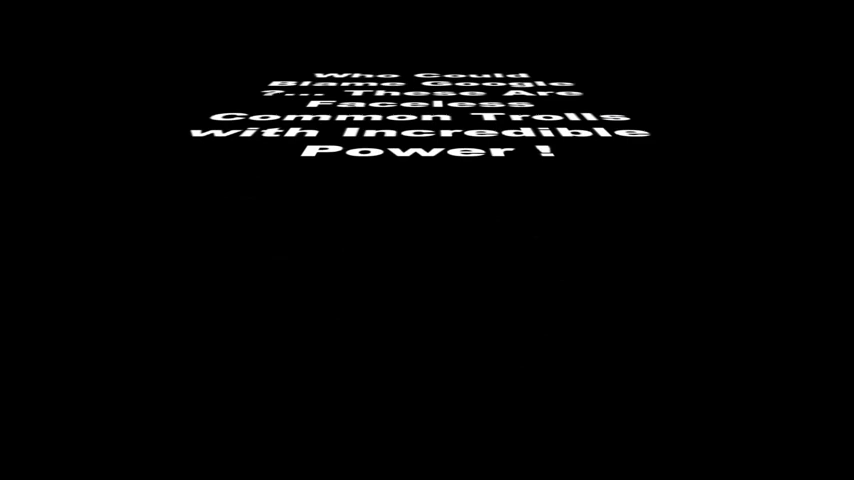 Who Could
Blame Google
?... These Are
Faceless
Common Trolls
with Incredible
Power !